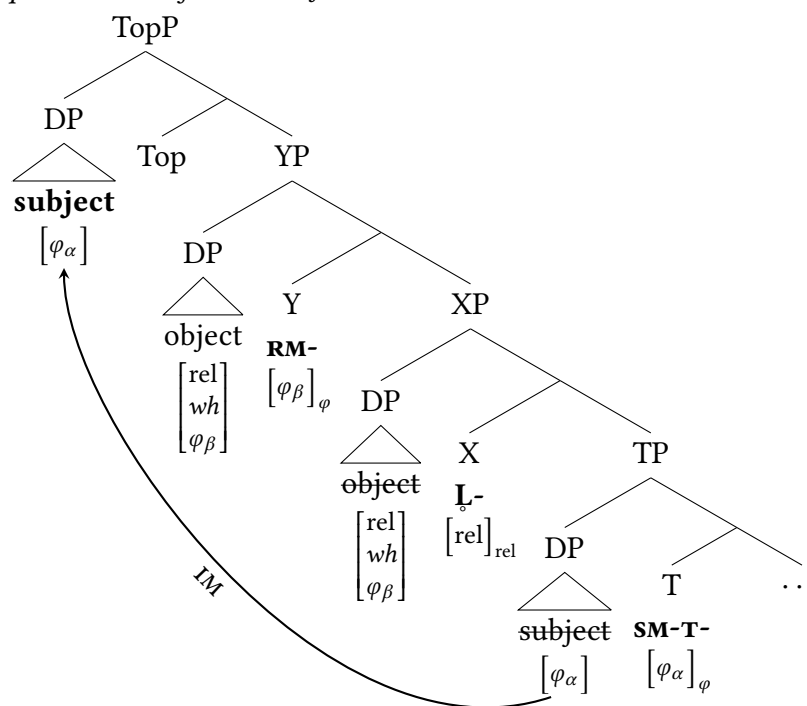 TopP
DP
Top
YP
subject
[φα]
DP
Y
XP
object
RM-
[rel
wh
φβ]
[φβ]φ
DP
X
TP
object
L̥-
[rel
wh
φβ]
[rel]rel
DP
T
IM
subject
SM-T-
[φα]
[φα]φ